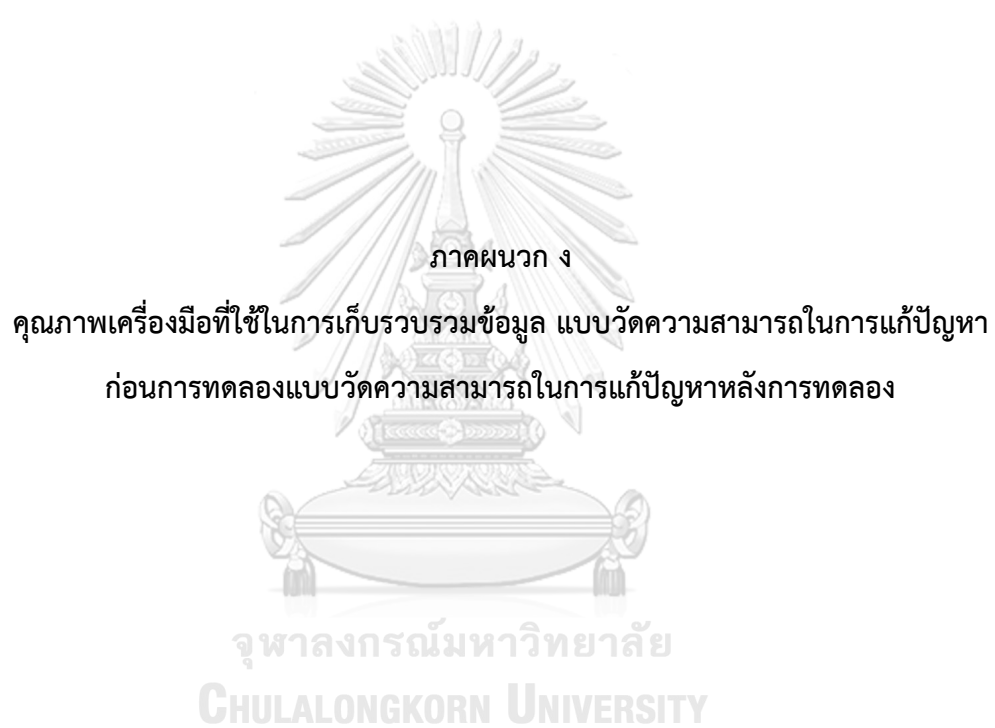 ภาคผนวก ง
คุณภาพเครื่องมือที่ใช้ในการเก็บรวบรวมข้อมูล แบบวัดความสามารถในการแก้ปัญหา
ก่อนการทดลองแบบวัดความสามารถในการแก้ปัญหาหลังการทดลอง
จุฬาลงกรณ์มหาวิทยาลัย
CHULALONGKORN UNIVERSITY